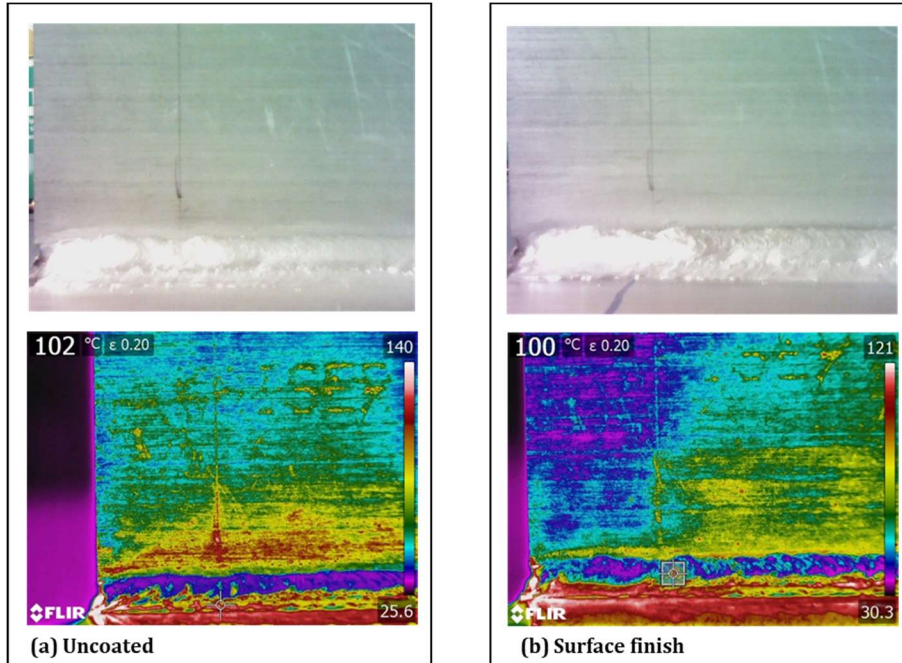 102 °C ε 0.20
140
FLIR
25.6
(a) Uncoated
100 °C ε 0.20
121
FLIR
30.3
(b) Surface finish